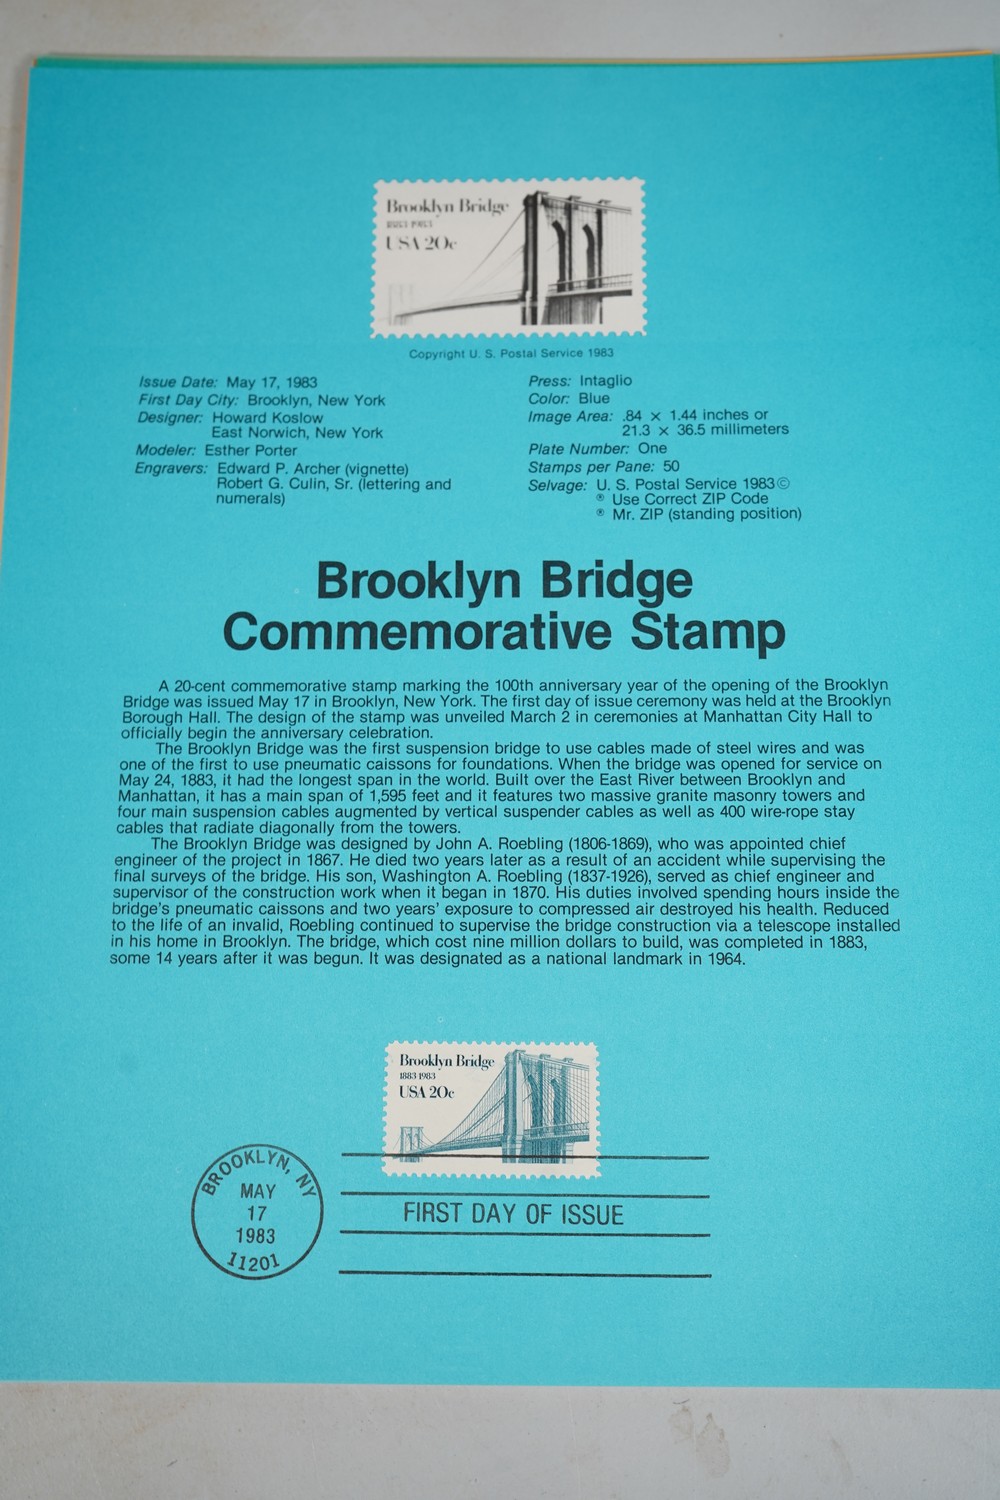 Brooklyn Bridge
1883 1983
USA 20c
Copyright U. S. Postal Service 1983
Issue Date: May 17, 1983
First Day City: Brooklyn, New York
Designer: Howard Koslow
East Norwich, New York
Modeler: Esther Porter
Engravers: Edward P. Archer (vignette)
Robert G. Culin, Sr. (lettering and
numerals)
Press: Intaglio
Color: Blue
Image Area: .84 × 1.44 inches or
21.3 × 36.5 millimeters
Plate Number: One
Stamps per Pane: 50
Selvage: U. S. Postal Service 1983©
® Use Correct ZIP Code
® Mr. ZIP (standing position)
Brooklyn Bridge
Commemorative Stamp
A 20-cent commemorative stamp marking the 100th anniversary year of the opening of the Brooklyn
Bridge was issued May 17 in Brooklyn, New York. The first day of issue ceremony was held at the Brooklyn
Borough Hall. The design of the stamp was unveiled March 2 in ceremonies at Manhattan City Hall to
officially begin the anniversary celebration.
The Brooklyn Bridge was the first suspension bridge to use cables made of steel wires and was
one of the first to use pneumatic caissons for foundations. When the bridge was opened for service on
May 24, 1883, it had the longest span in the world. Built over the East River between Brooklyn and
Manhattan, it has a main span of 1,595 feet and it features two massive granite masonry towers and
four main suspension cables augmented by vertical suspender cables as well as 400 wire-rope stay
cables that radiate diagonally from the towers.
The Brooklyn Bridge was designed by John A. Roebling (1806-1869), who was appointed chief
engineer of the project in 1867. He died two years later as a result of an accident while supervising the
final surveys of the bridge. His son, Washington A. Roebling (1837-1926), served as chief engineer and
supervisor of the construction work when it began in 1870. His duties involved spending hours inside the
bridge's pneumatic caissons and two years' exposure to compressed air destroyed his health. Reduced
to the life of an invalid, Roebling continued to supervise the bridge construction via a telescope installed
in his home in Brooklyn. The bridge, which cost nine million dollars to build, was completed in 1883,
some 14 years after it was begun. It was designated as a national landmark in 1964.
Brooklyn Bridge
1883 1983
USA 20c
BROOKLYN, NY
MAY
17
1983
11201
FIRST DAY OF ISSUE